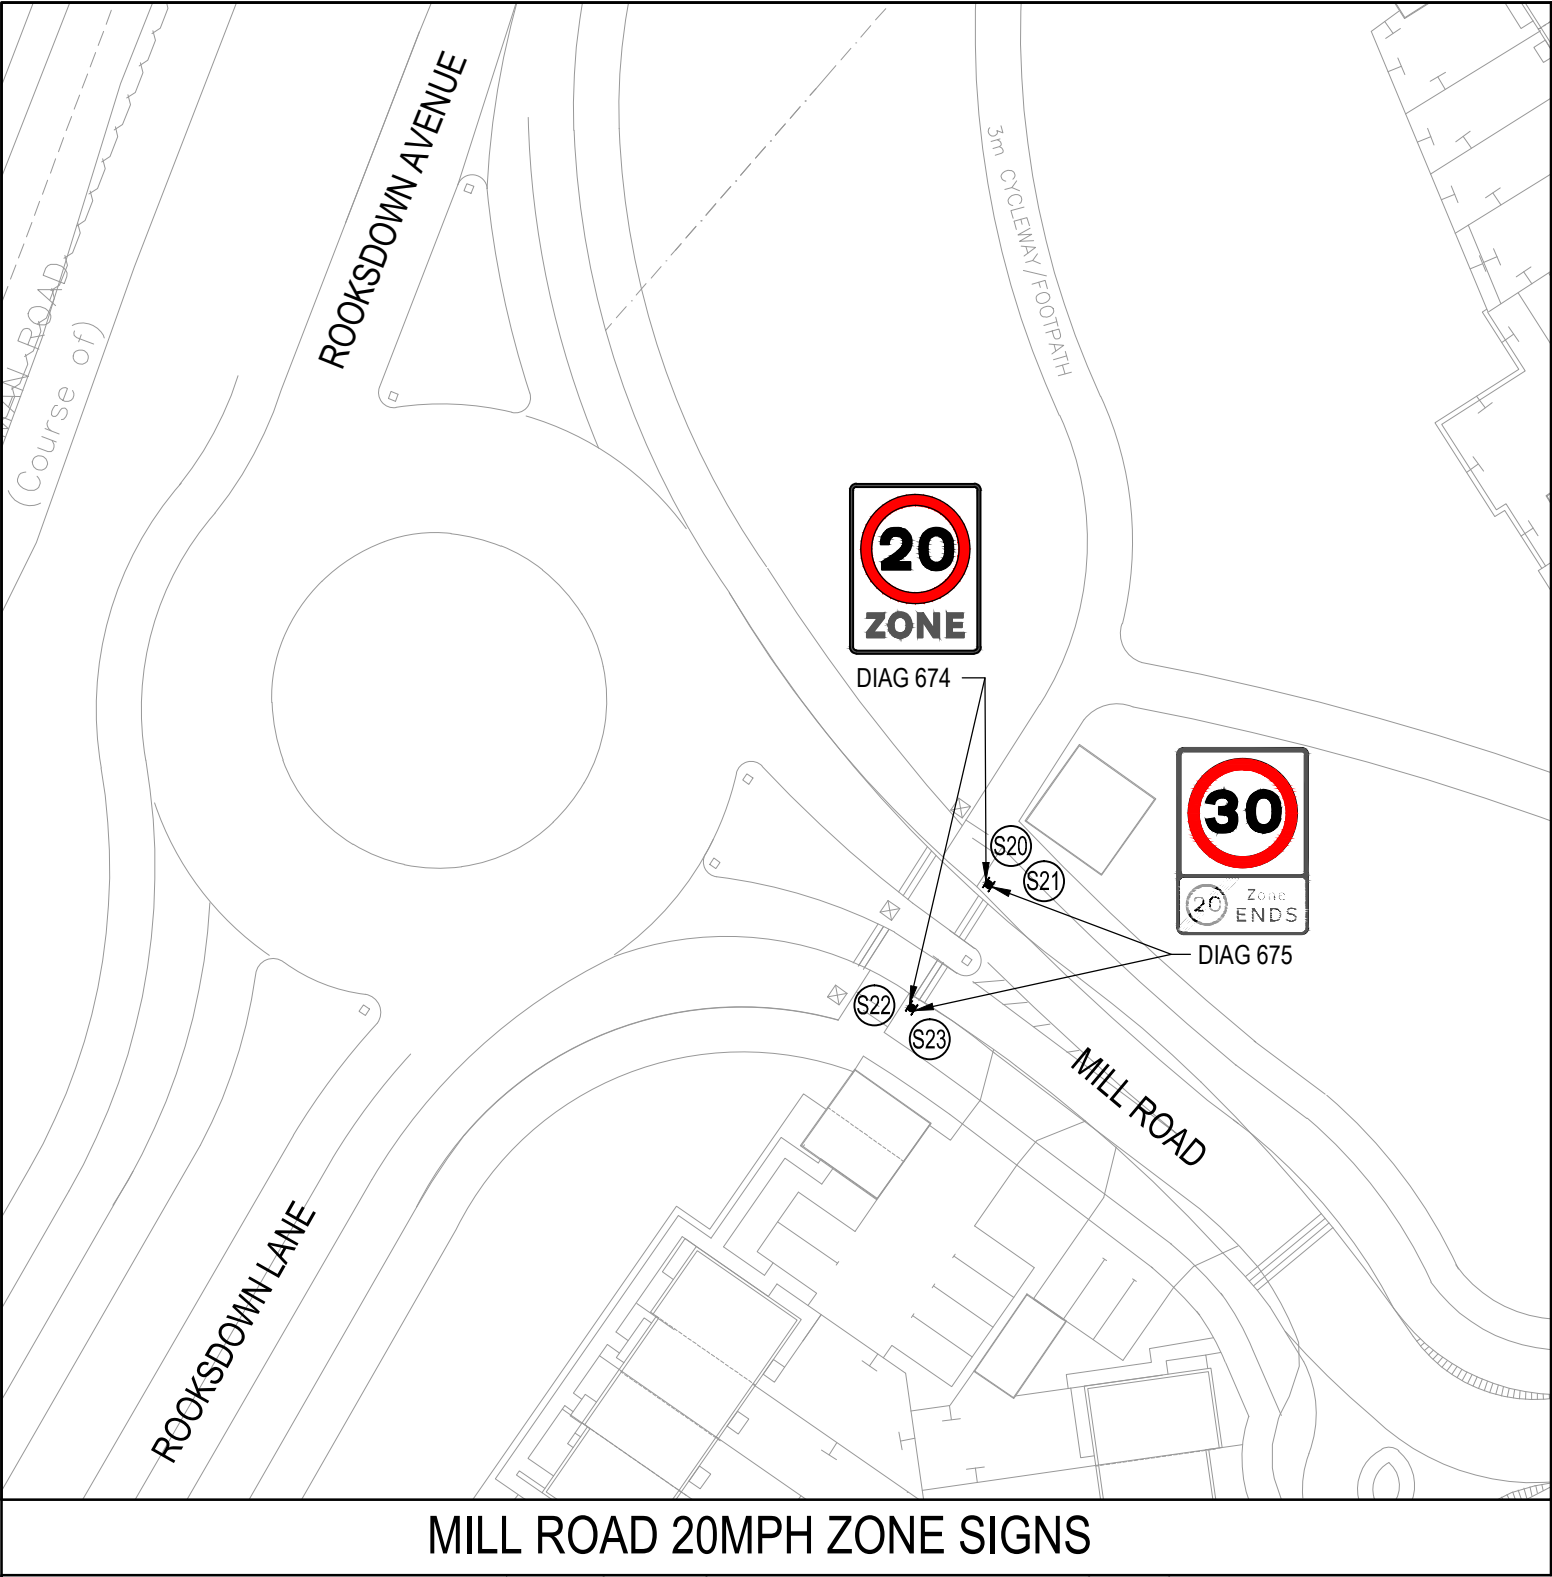 ROOKSDOWN AVENUE
ROAD
(Course of)
3m CYCLEWAY/FOOTPATH
20
ZONE
DIAG 674
30
20 Zone
ENDS
DIAG 675
S20
S21
S22
S23
MILL ROAD
ROOKSDOWN LANE
MILL ROAD 20MPH ZONE SIGNS